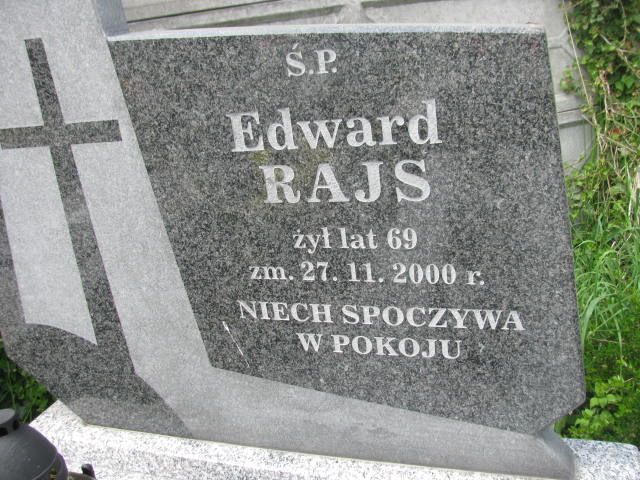 Ś.P.
Edward
RAJS
żył lat 69
zm. 27. 11. 2000 r.
NIECH SPOCZYWA
W POKOJU